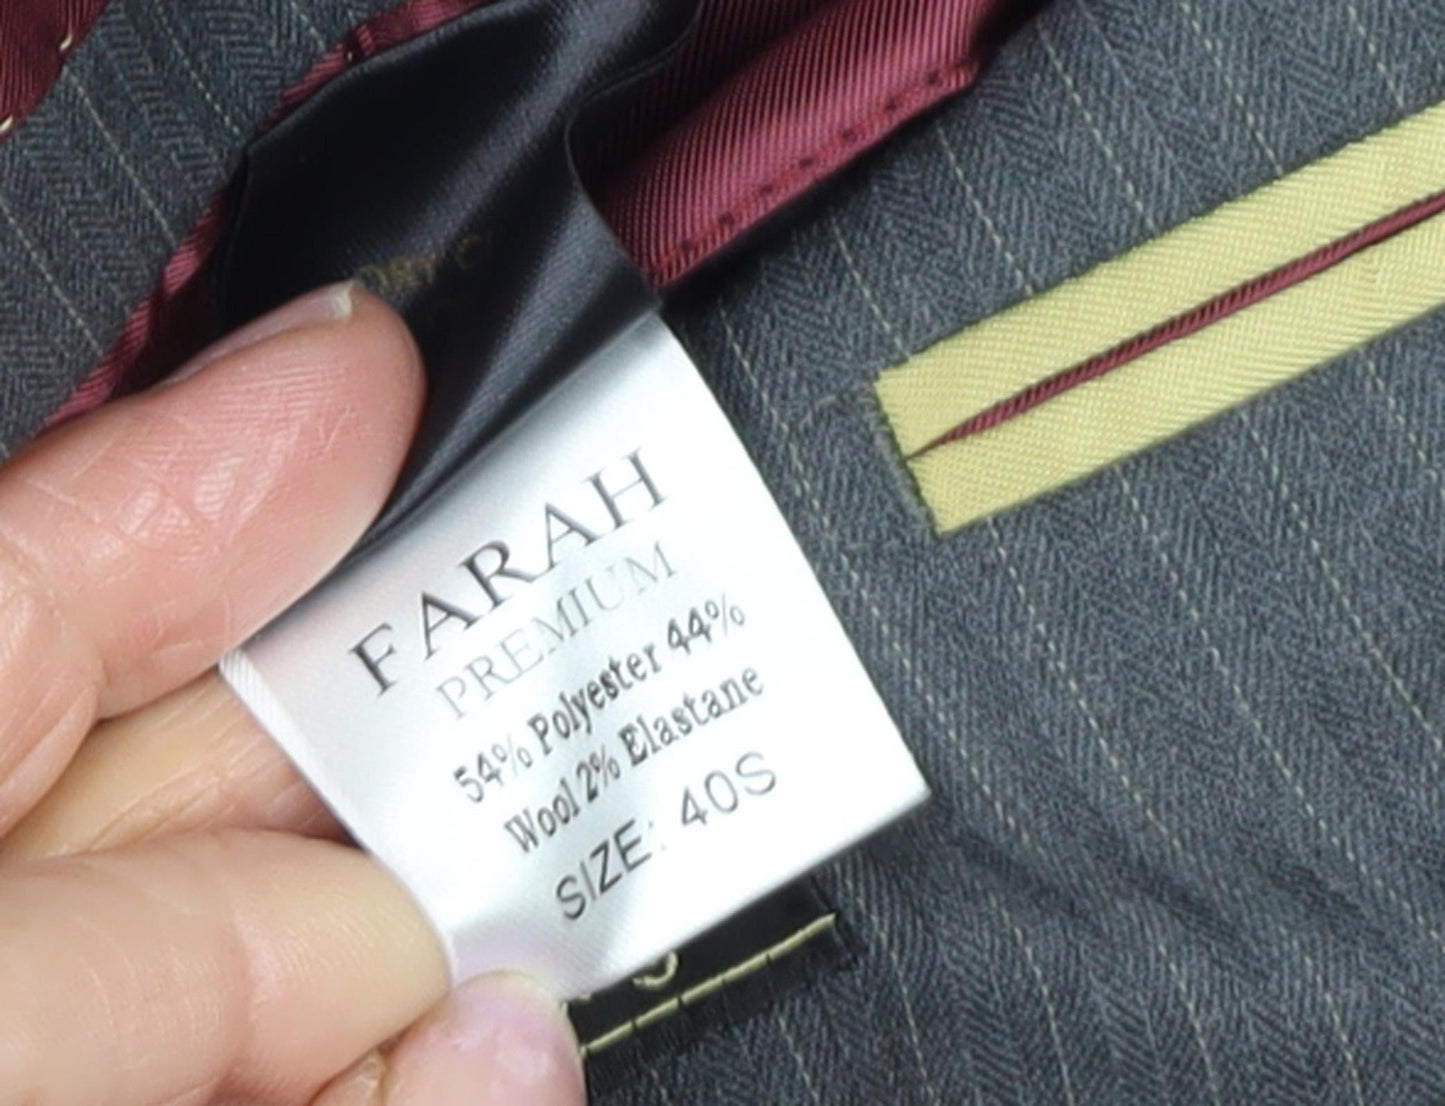 FARAH
PREMIUM
54% Polyester 44%
Wool 2% Elastane
SIZE: 40S